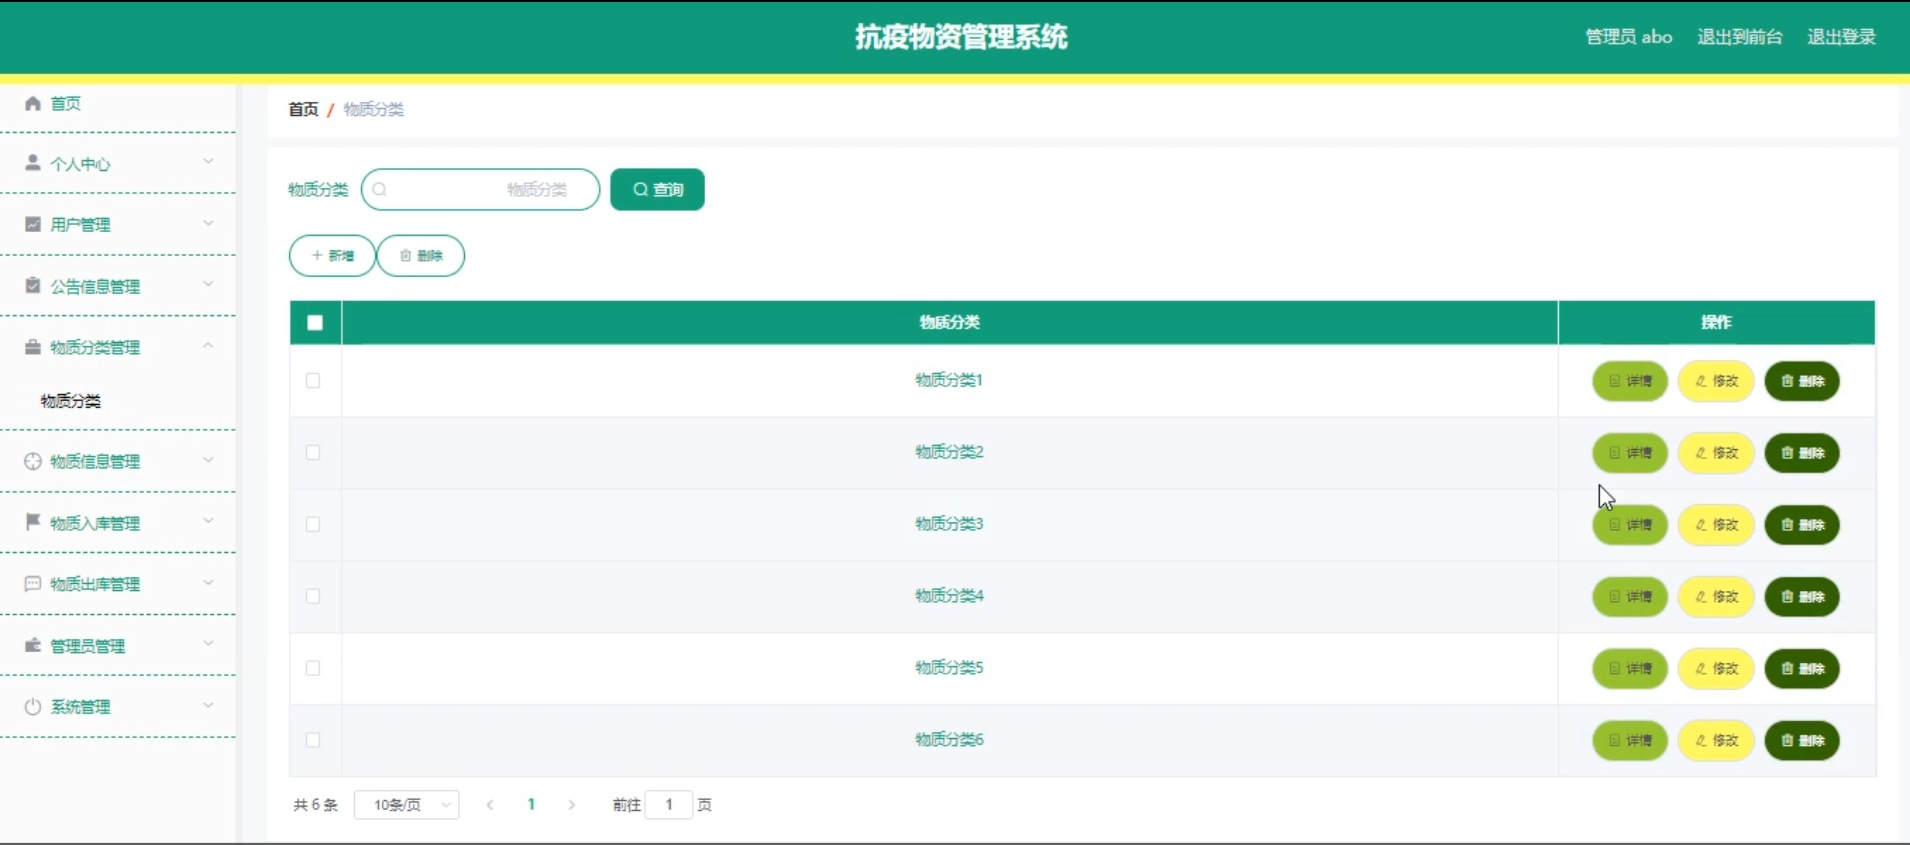 抗疫物资管理系统
管理员 abo 退出到前台 退出登录
首页
个人中心
用户管理
公告信息管理
物质分类管理
物质分类
物质信息管理
物质入库管理
物质出库管理
管理员管理
系统管理
首页 / 物质分类
物质分类 物质分类 查询
新增 删除
物质分类 操作
物质分类1 详情 修改 删除
物质分类2 详情 修改 删除
物质分类3 详情 修改 删除
物质分类4 详情 修改 删除
物质分类5 详情 修改 删除
物质分类6 详情 修改 删除
共 6 条 10条/页 1 前往 1 页